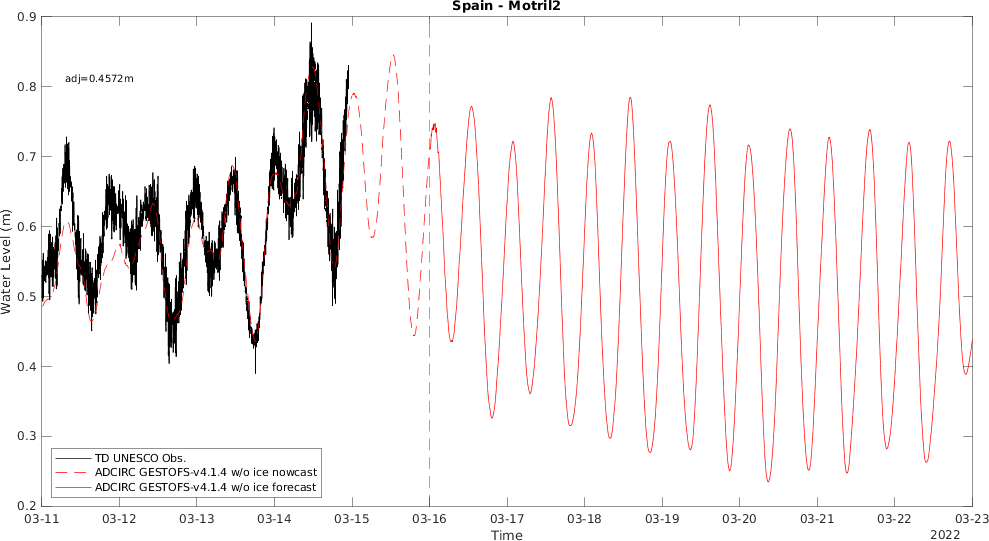 Spain - Motril2
0.9
0.8
0.7
0.6
0.5
0.4
0.3
0.2
Water Level (m)
adj=0.4572m
TD UNESCO Obs.
ADCIRC GESTOFS-v4.1.4 w/o ice nowcast
ADCIRC GESTOFS-v4.1.4 w/o ice forecast
03-11 03-12 03-13 03-14 03-15 03-16 03-17 03-18 03-19 03-20 03-21 03-22 03-23
Time
2022